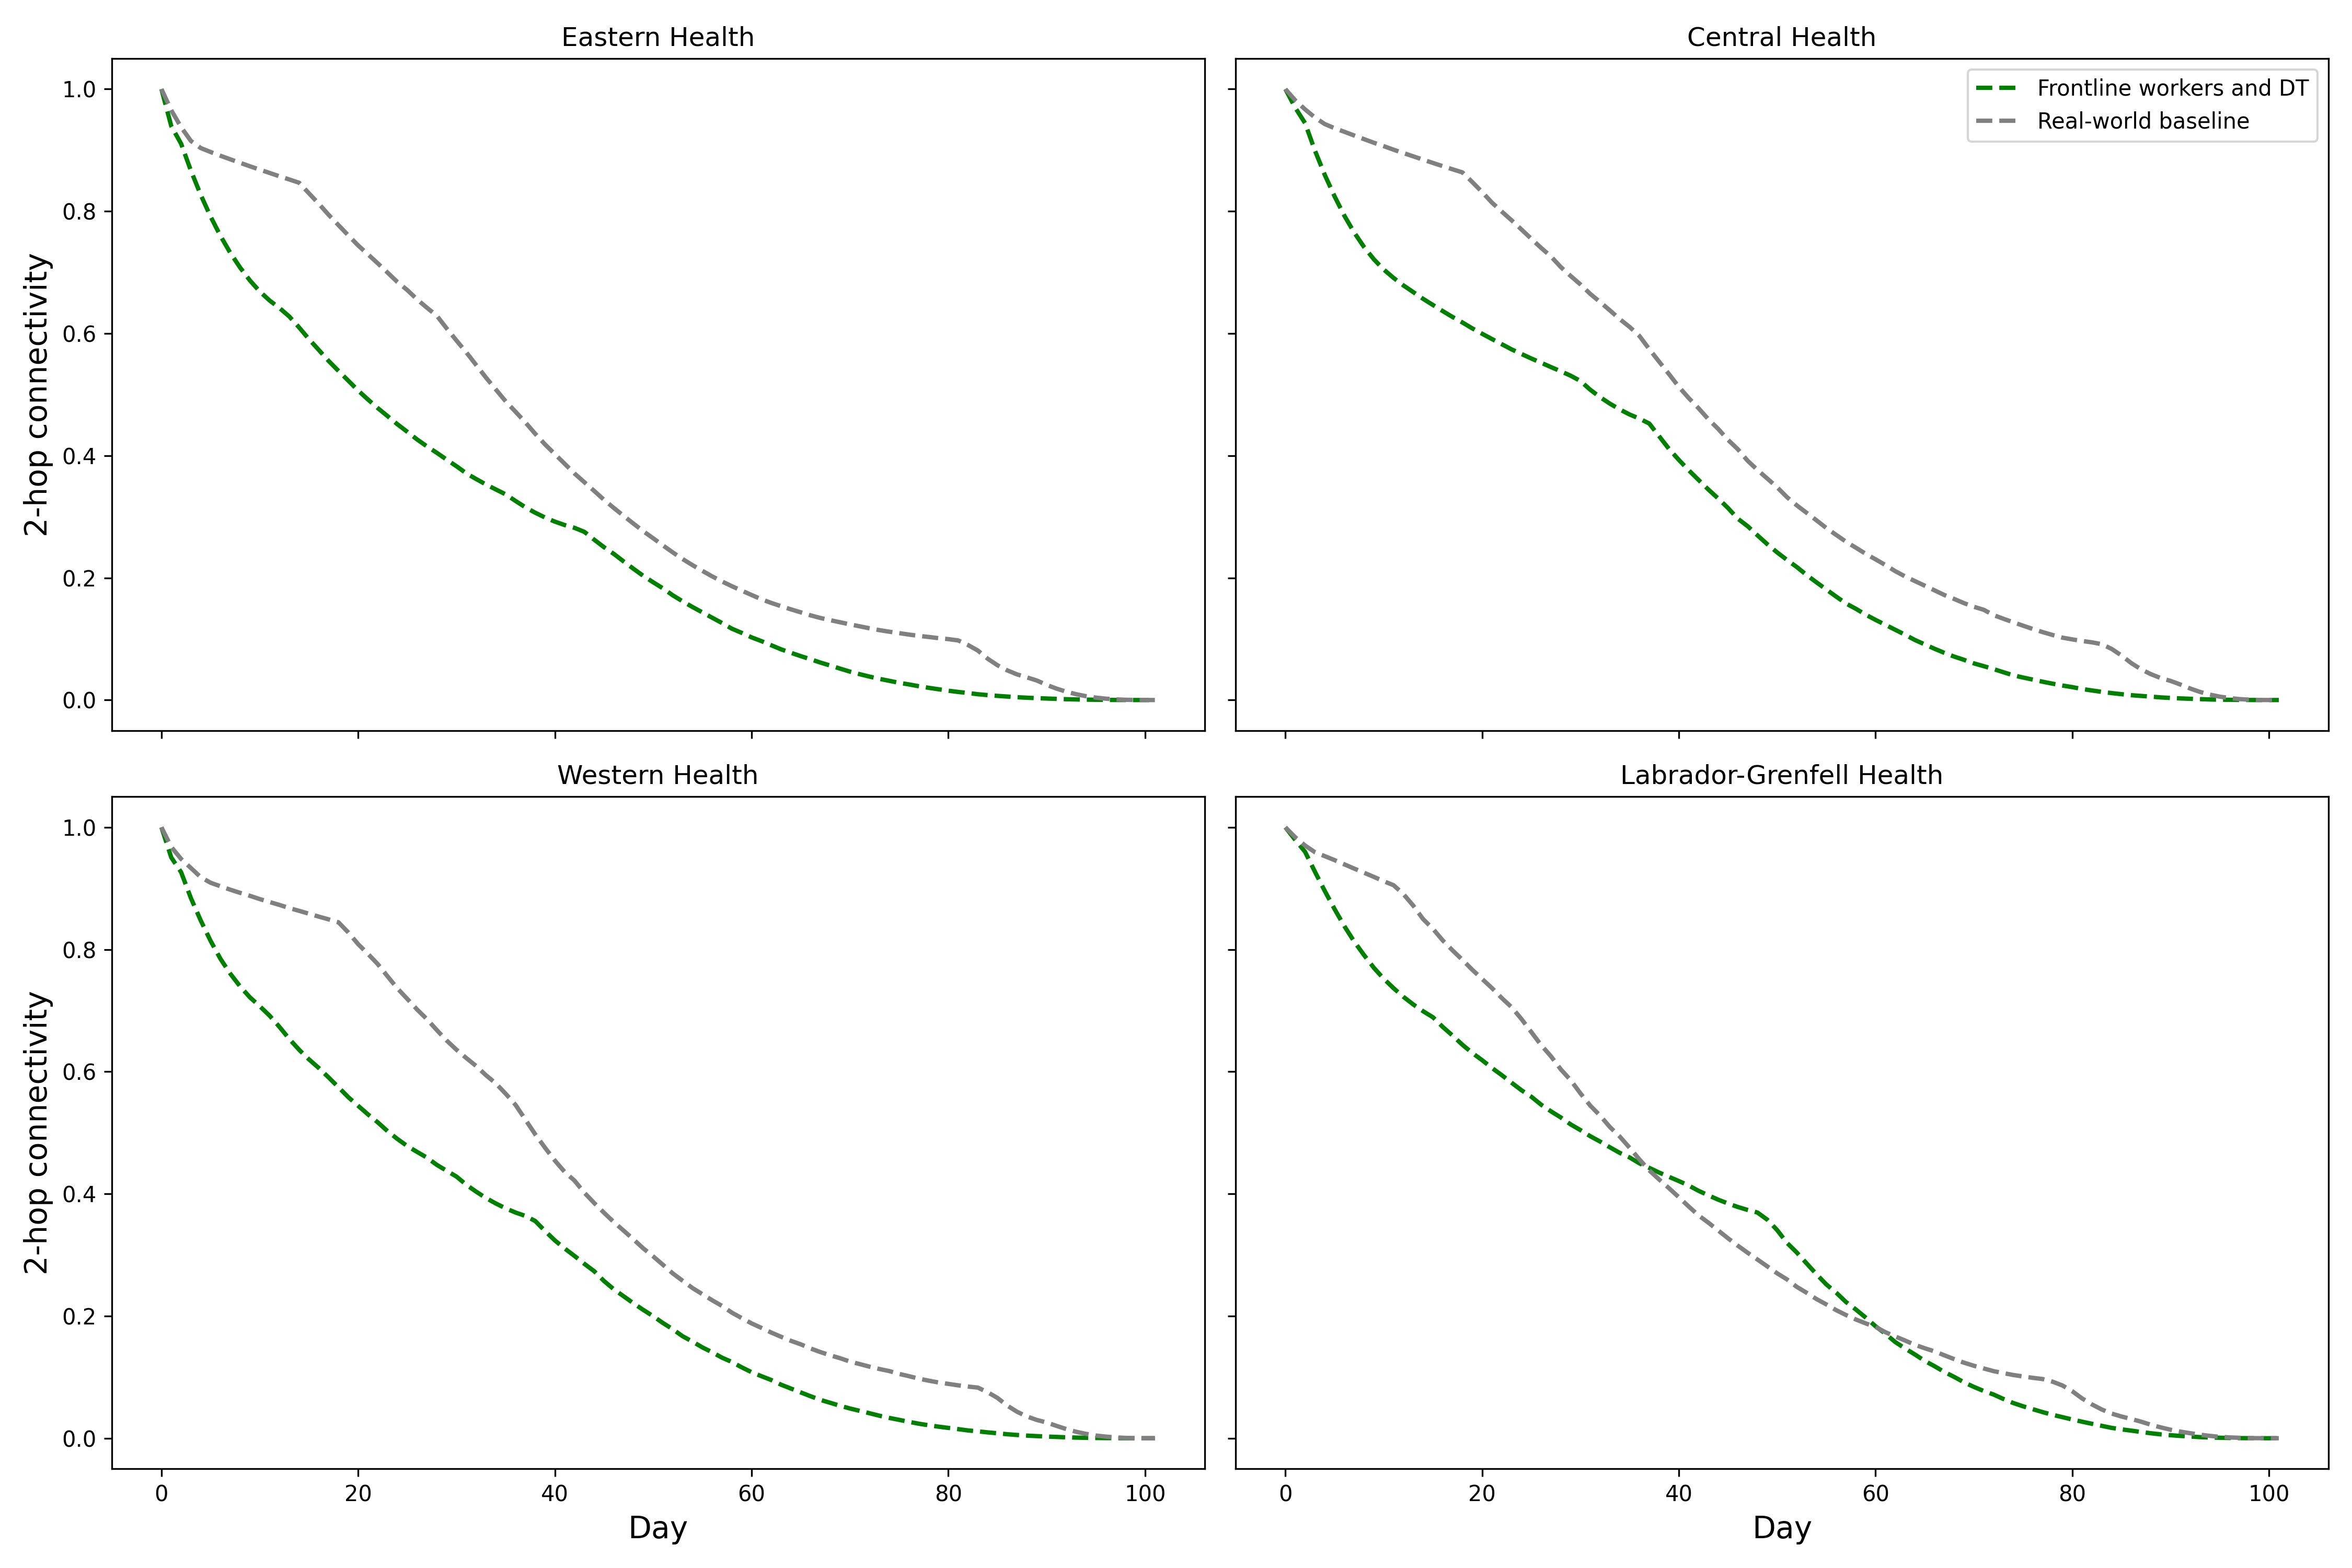 Eastern Health
1.0
0.8
0.6
0.4
0.2
0.0
2-hop connectivity
Central Health
Frontline workers and DT
Real-world baseline
Western Health
1.0
0.8
0.6
0.4
0.2
0.0
2-hop connectivity
0 20 40 60 80 100
Day
Labrador-Grenfell Health
0 20 40 60 80 100
Day